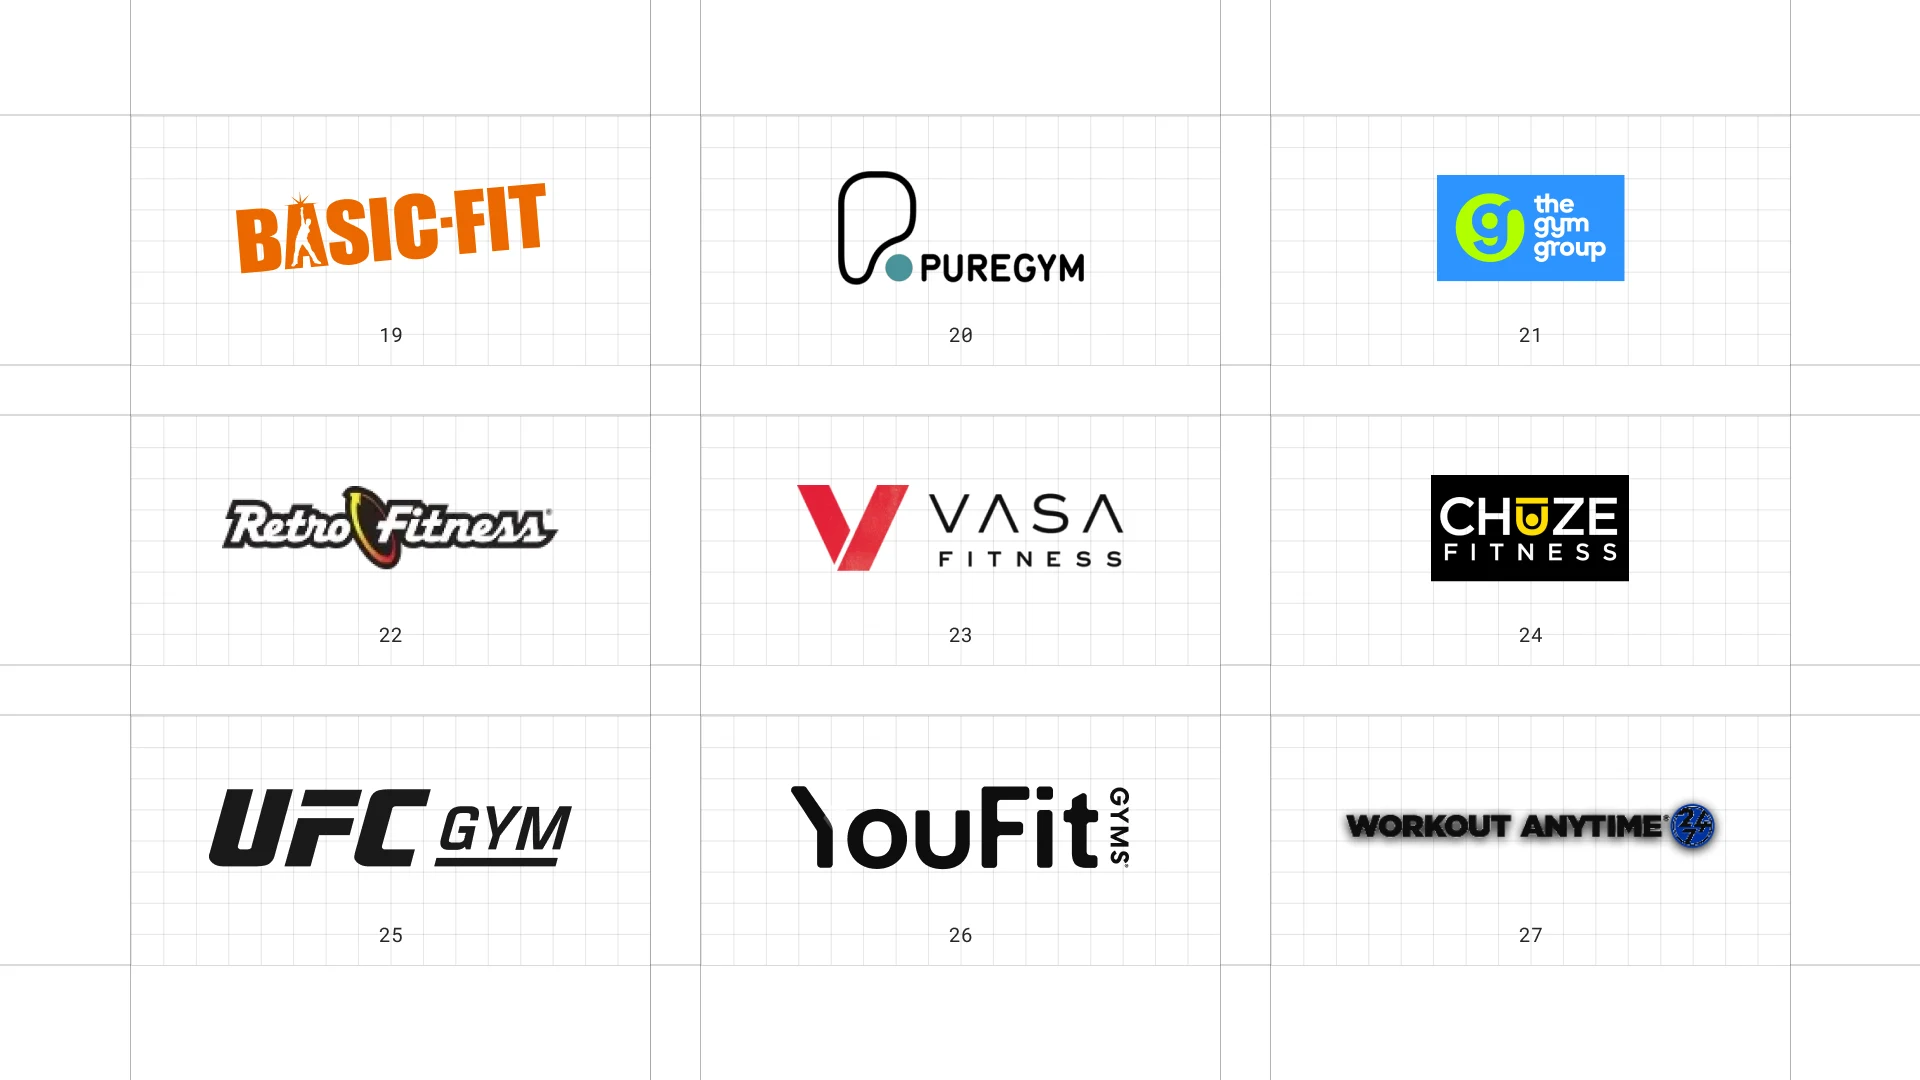 BASIC-FIT
19
PUREGYM
20
g the
gym
group
21
Retro Fitness®
22
VASA
FITNESS
23
CHUZE
FITNESS
24
UFC GYM
25
YouFit GYMS
26
WORKOUT ANYTIME® 24
7
27